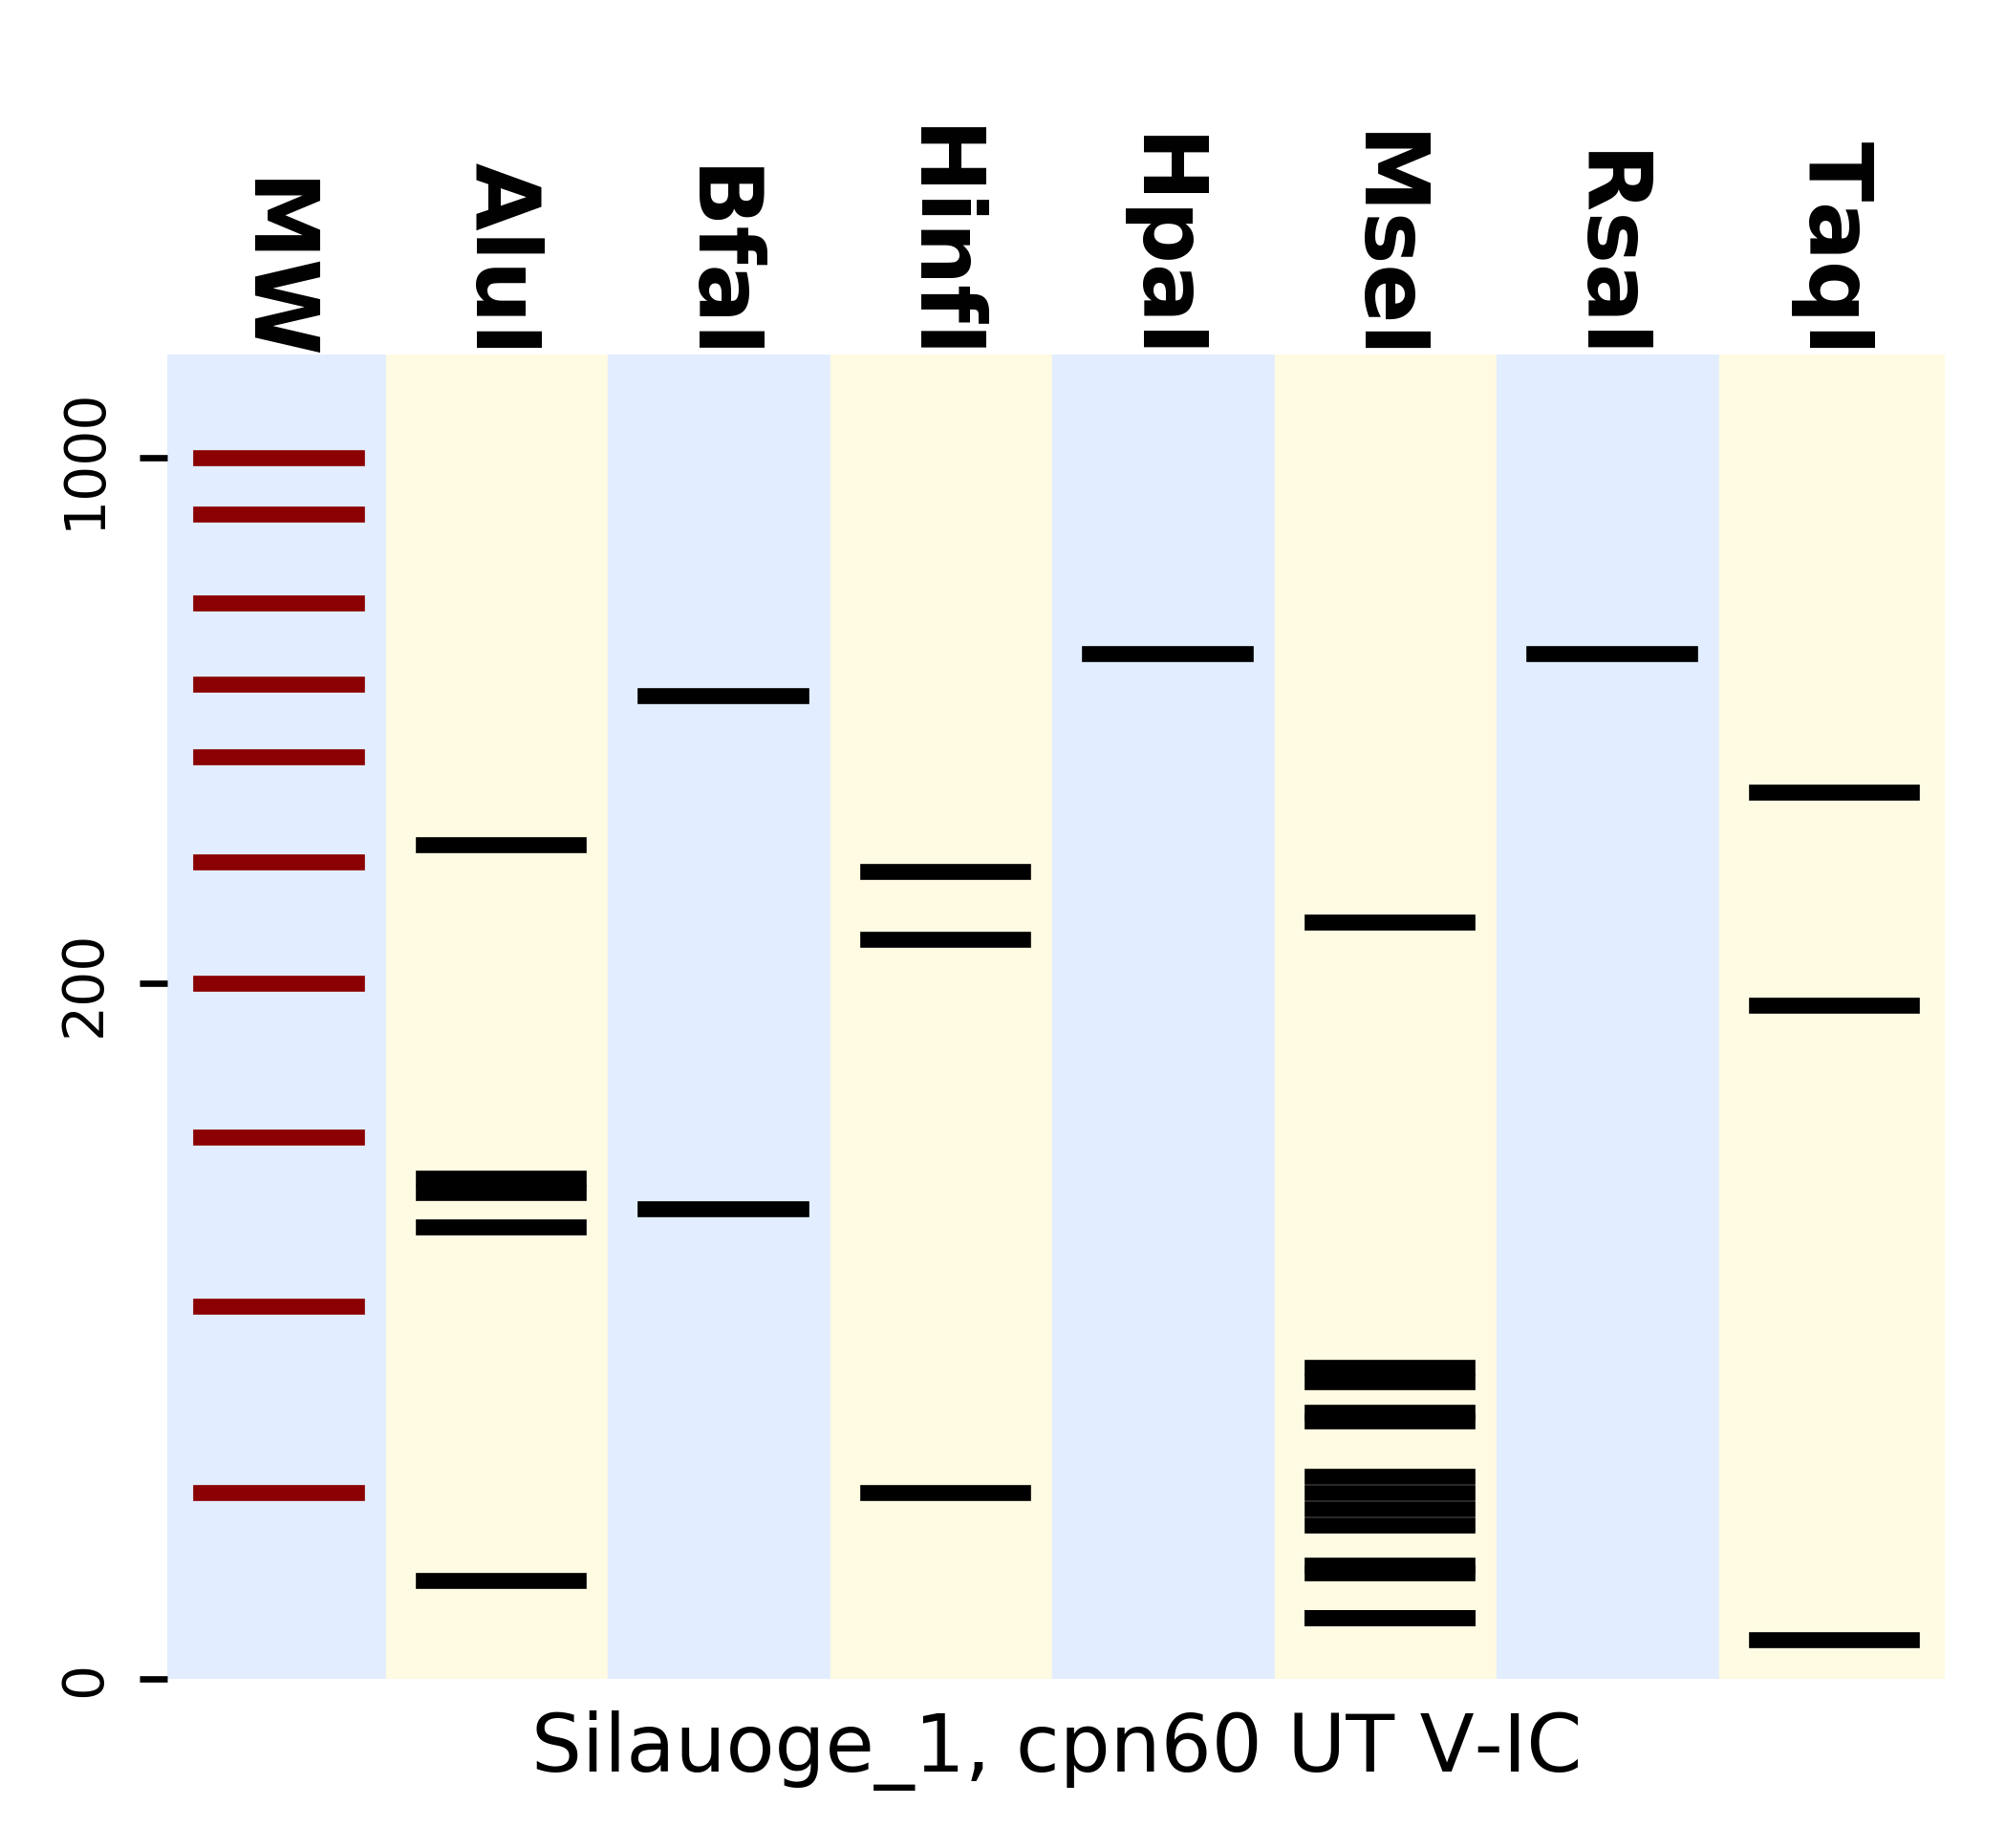 MW
AluI
BfaI
HinfI
HpaI
MseI
RsaI
TaqI
1000
200
0
Silauoge_1, cpn60 UT V-IC